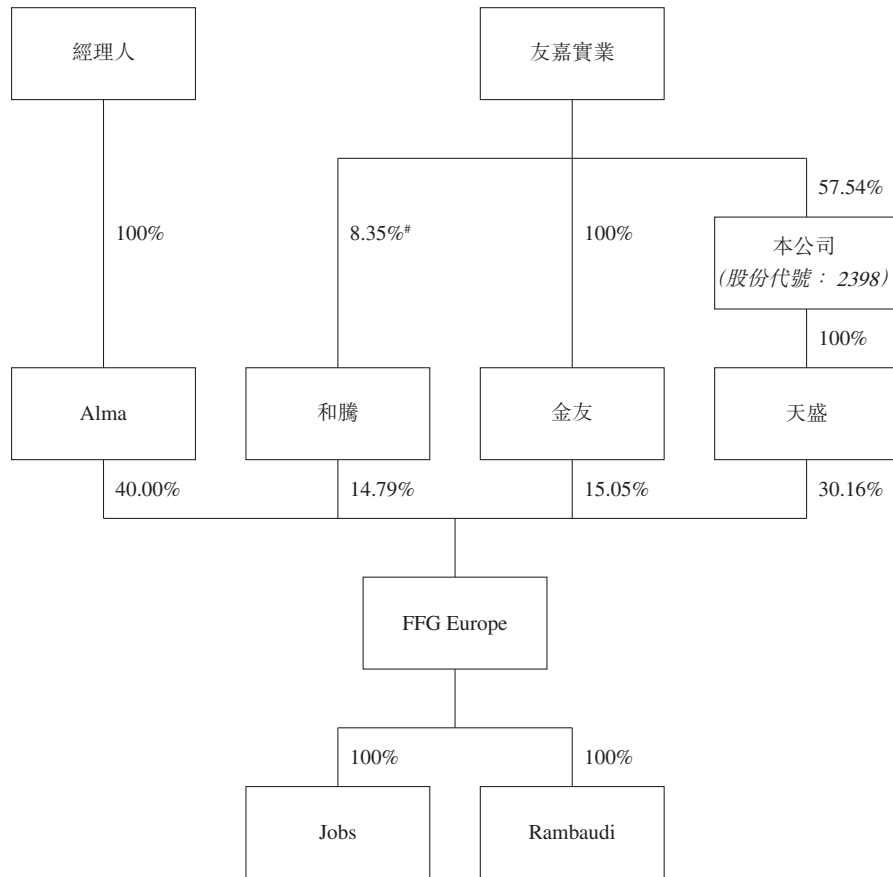 經理人
友嘉實業
57.54%
100%
8.35%#
100%
本公司
(股份代號：2398)
100%
Alma
和騰
金友
天盛
40.00%
14.79%
15.05%
30.16%
FFG Europe
100%
100%
Jobs
Rambaudi